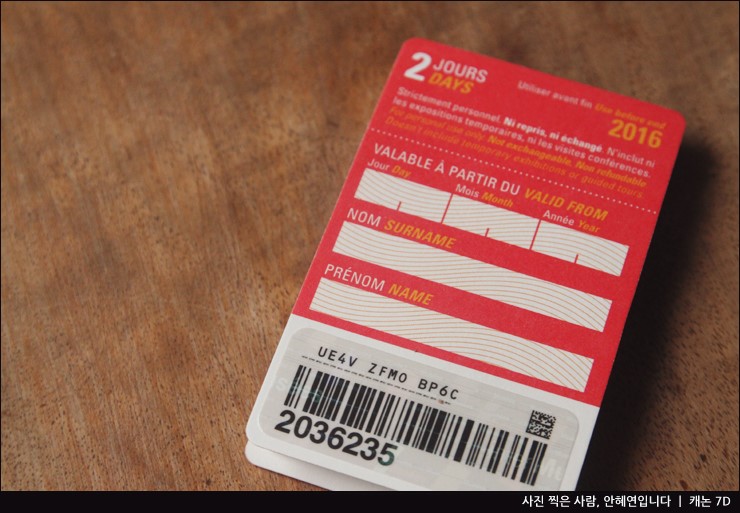 2 JOURS
DAYS
Utiliser avant fin Use before end
2016
Strictement personnel. Ni repris, ni échangé. N'inclut ni
les expositions temporaires, ni les visites conférences.
For personal use only. Not exchangeable. Non refundable.
Doesn't include temporary exhibitions or guided tours.
VALABLE À PARTIR DU VALID FROM
Jour Day
Mois Month
Année Year
NOM SURNAME
PRÉNOM NAME
UE4V ZFMO BP6C
2036235
사진 찍은 사람, 안혜연입니다 | 캐논 7D